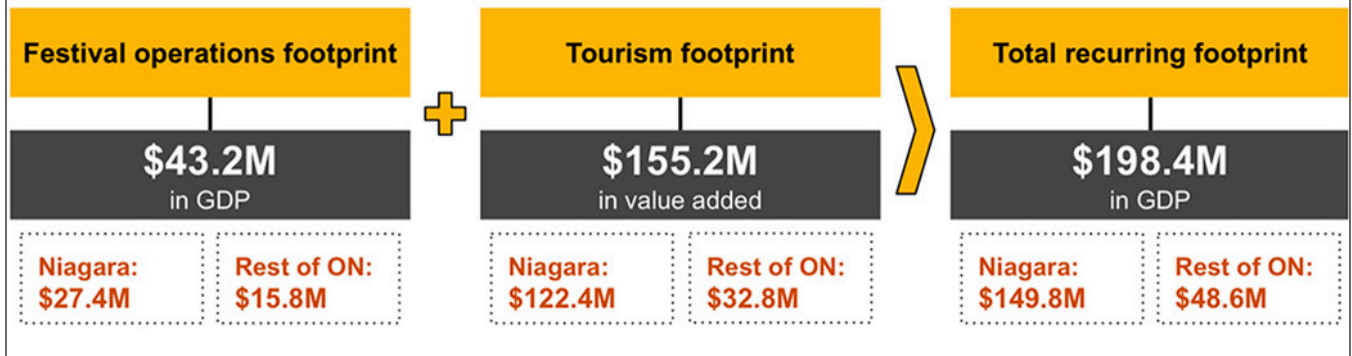 Festival operations footprint
$43.2M
in GDP
Niagara:
$27.4M
Rest of ON:
$15.8M
Tourism footprint
$155.2M
in value added
Niagara:
$122.4M
Rest of ON:
$32.8M
Total recurring footprint
$198.4M
in GDP
Niagara:
$149.8M
Rest of ON:
$48.6M